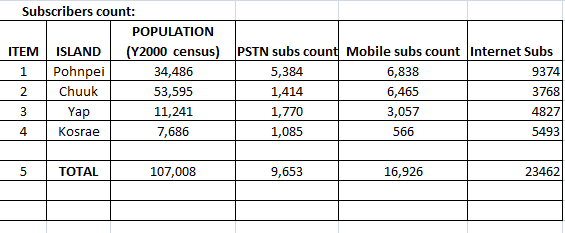 Subscribers count:
ITEM ISLAND POPULATION (Y2000 census) PSTN subs count Mobile subs count Internet Subs
1 Pohnpei 34,486 5,384 6,838 9374
2 Chuuk 53,595 1,414 6,465 3768
3 Yap 11,241 1,770 3,057 4827
4 Kosrae 7,686 1,085 566 5493
5 TOTAL 107,008 9,653 16,926 23462